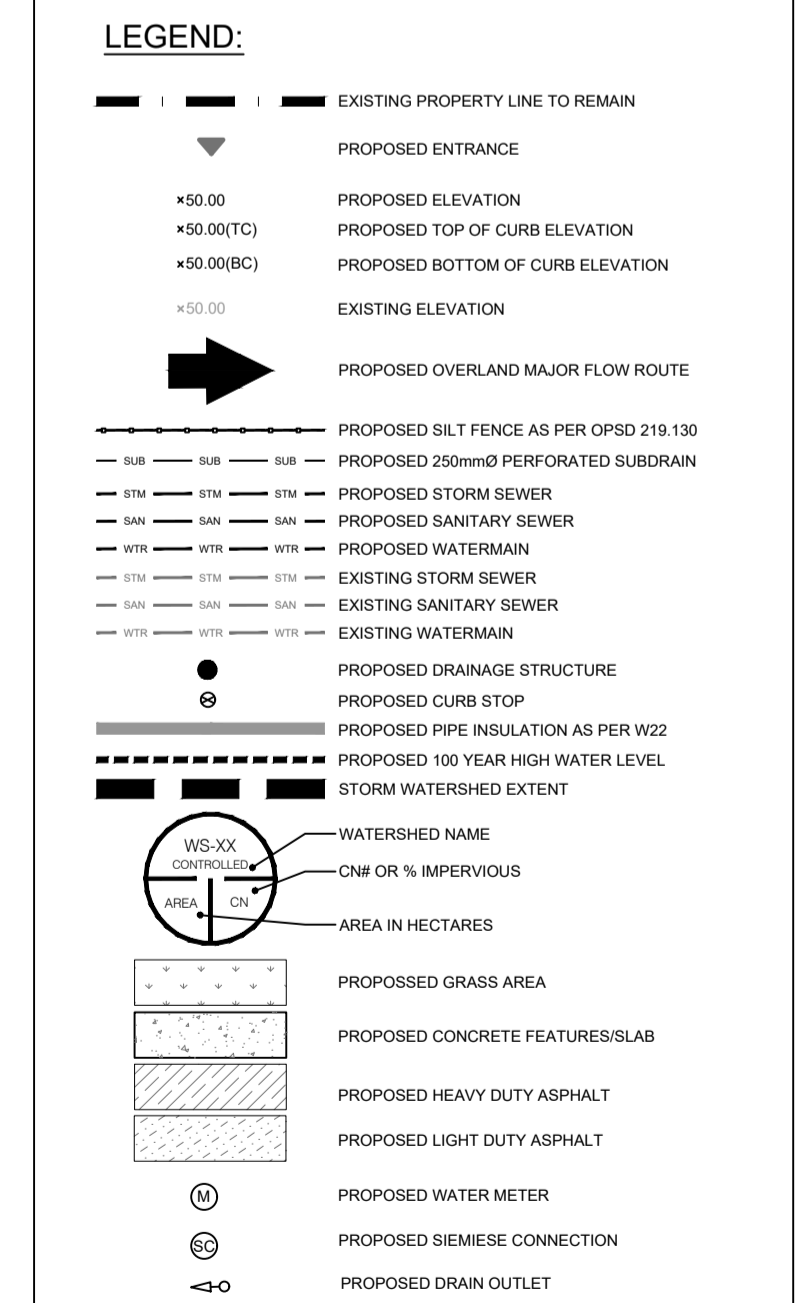 LEGEND:
EXISTING PROPERTY LINE TO REMAIN
PROPOSED ENTRANCE
×50.00 PROPOSED ELEVATION
×50.00(TC) PROPOSED TOP OF CURB ELEVATION
×50.00(BC) PROPOSED BOTTOM OF CURB ELEVATION
×50.00 EXISTING ELEVATION
PROPOSED OVERLAND MAJOR FLOW ROUTE
PROPOSED SILT FENCE AS PER OPSD 219.130
SUB SUB SUB PROPOSED 250mmØ PERFORATED SUBDRAIN
STM STM STM PROPOSED STORM SEWER
SAN SAN SAN PROPOSED SANITARY SEWER
WTR WTR WTR PROPOSED WATERMAIN
STM STM STM EXISTING STORM SEWER
SAN SAN SAN EXISTING SANITARY SEWER
WTR WTR WTR EXISTING WATERMAIN
PROPOSED DRAINAGE STRUCTURE
PROPOSED CURB STOP
PROPOSED PIPE INSULATION AS PER W22
PROPOSED 100 YEAR HIGH WATER LEVEL
STORM WATERSHED EXTENT
WS-XX WATERSHED NAME
CONTROLLED
CN# OR % IMPERVIOUS
AREA CN
AREA IN HECTARES
PROPOSSED GRASS AREA
PROPOSED CONCRETE FEATURES/SLAB
PROPOSED HEAVY DUTY ASPHALT
PROPOSED LIGHT DUTY ASPHALT
M PROPOSED WATER METER
SC PROPOSED SIEMIESE CONNECTION
PROPOSED DRAIN OUTLET